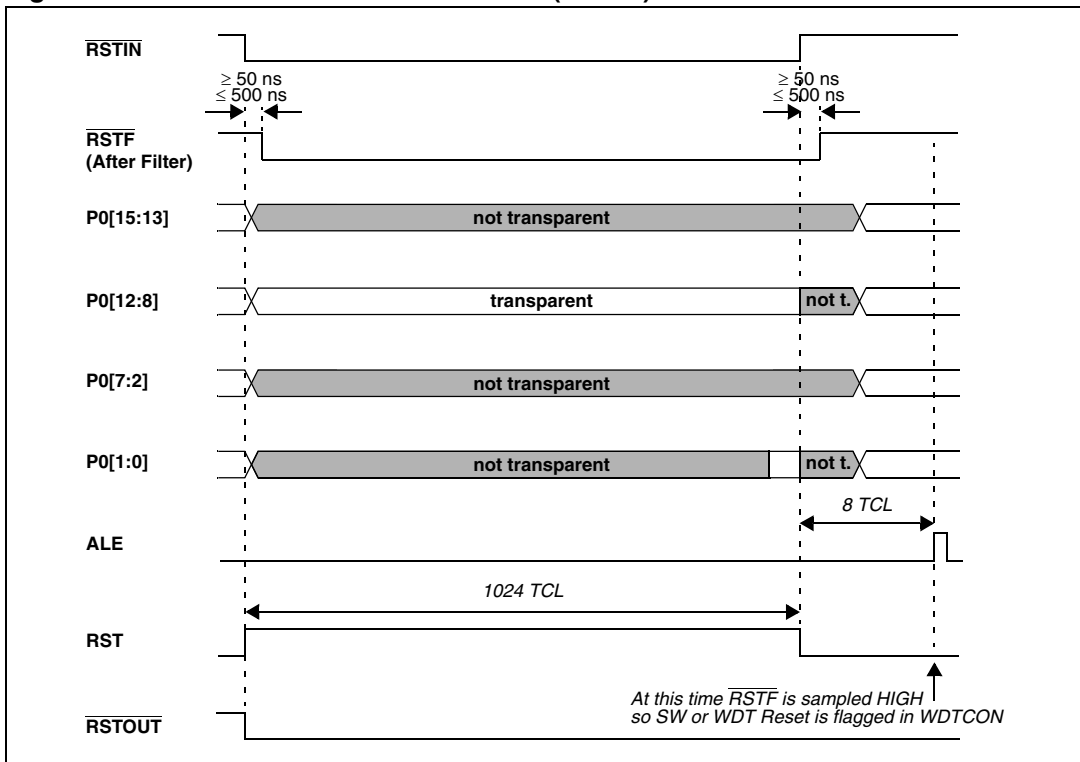 RSTIN
≥ 50 ns
≤ 500 ns
≥ 50 ns
≤ 500 ns
RSTF
(After Filter)
P0[15:13]
not transparent
P0[12:8]
transparent
not t.
P0[7:2]
not transparent
P0[1:0]
not transparent
not t.
8 TCL
ALE
1024 TCL
RST
At this time RSTF is sampled HIGH
so SW or WDT Reset is flagged in WDTCON
RSTOUT